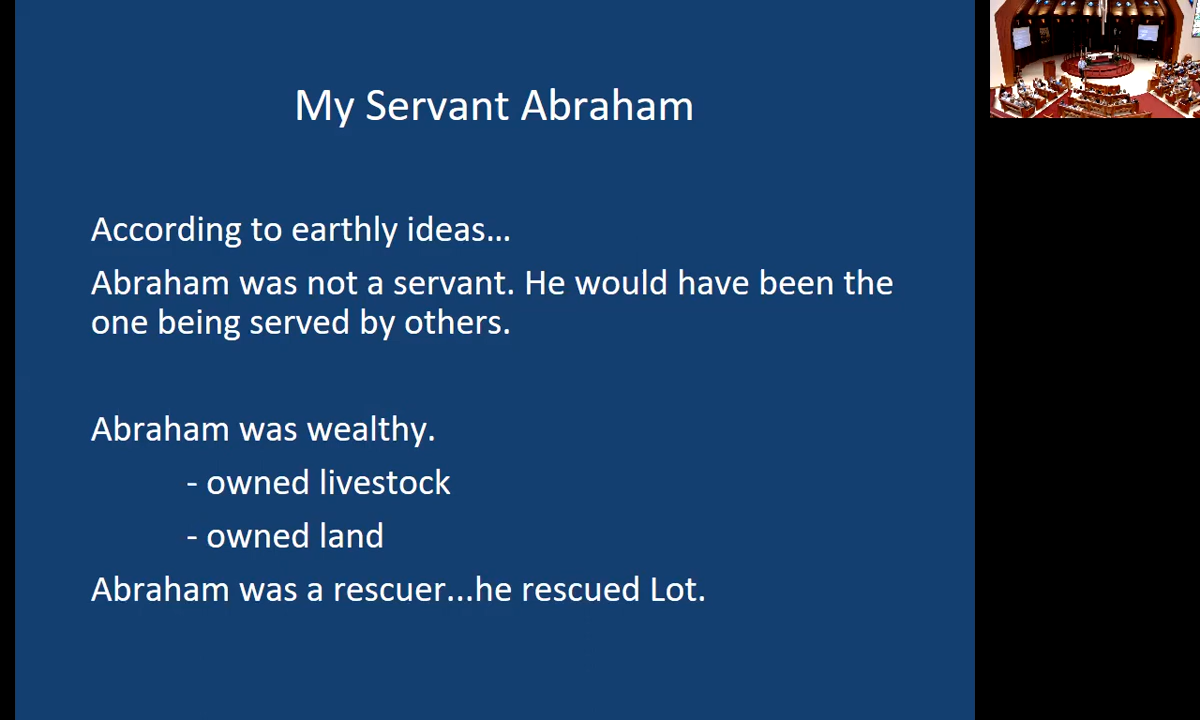 My Servant Abraham
According to earthly ideas…
Abraham was not a servant. He would have been the
one being served by others.
Abraham was wealthy.
- owned livestock
- owned land
Abraham was a rescuer...he rescued Lot.